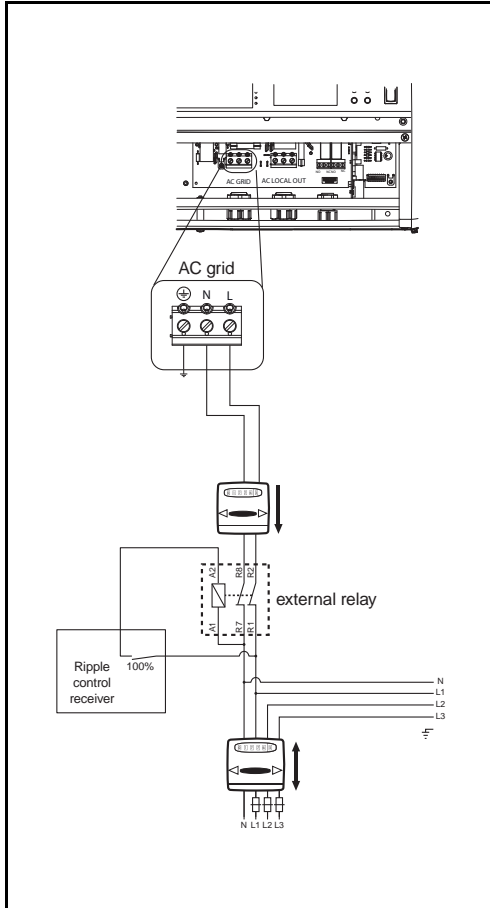 AC GRID AC LOCAL OUT
AC grid
N L
A2 R8 R2
external relay
A1 R7 R1
Ripple
control
receiver
100%
N
L1
L2
L3
N L1 L2 L3